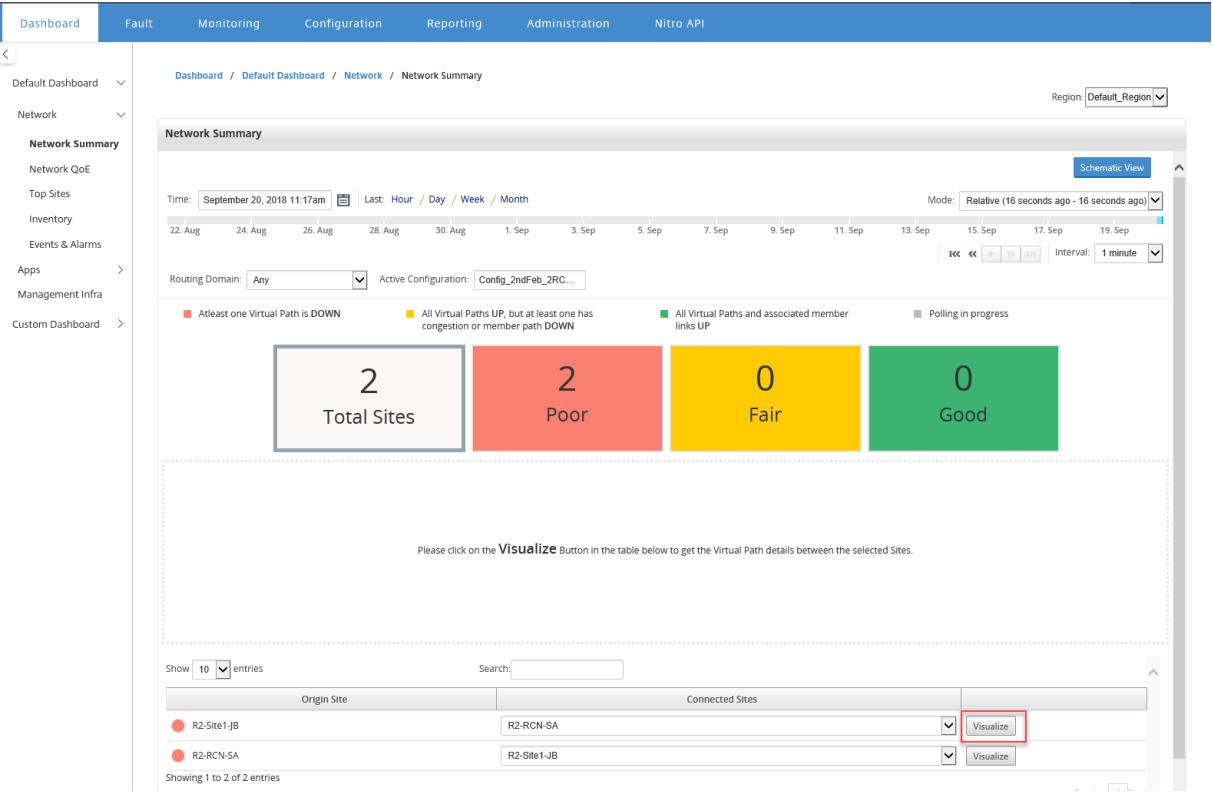 Dashboard Fault Monitoring Configuration Reporting Administration Nitro API
Default Dashboard
Network
Network Summary
Network QoE
Top Sites
Inventory
Events & Alarms
Apps
Management Infra
Custom Dashboard
Dashboard / Default Dashboard / Network / Network Summary
Region: Default_Region
Network Summary
Schematic View
Time: September 20, 2018 11:17am Last: Hour / Day / Week / Month
Mode: Relative (16 seconds ago - 16 seconds ago)
22. Aug 24. Aug 26. Aug 28. Aug 30. Aug 1. Sep 3. Sep 5. Sep 7. Sep 9. Sep 11. Sep 13. Sep 15. Sep 17. Sep 19. Sep
Interval: 1 minute
Routing Domain: Any Active Configuration: Config_2ndFeb_2RC...
Atleast one Virtual Path is DOWN
All Virtual Paths UP, but at least one has
congestion or member path DOWN
All Virtual Paths and associated member
links UP
Polling in progress
2
Total Sites
2
Poor
0
Fair
0
Good
Please click on the Visualize Button in the table below to get the Virtual Path details between the selected Sites.
Show 10 entries
Search:
Origin Site Connected Sites
R2-Site1-JB R2-RCN-SA Visualize
R2-RCN-SA R2-Site1-JB Visualize
Showing 1 to 2 of 2 entries